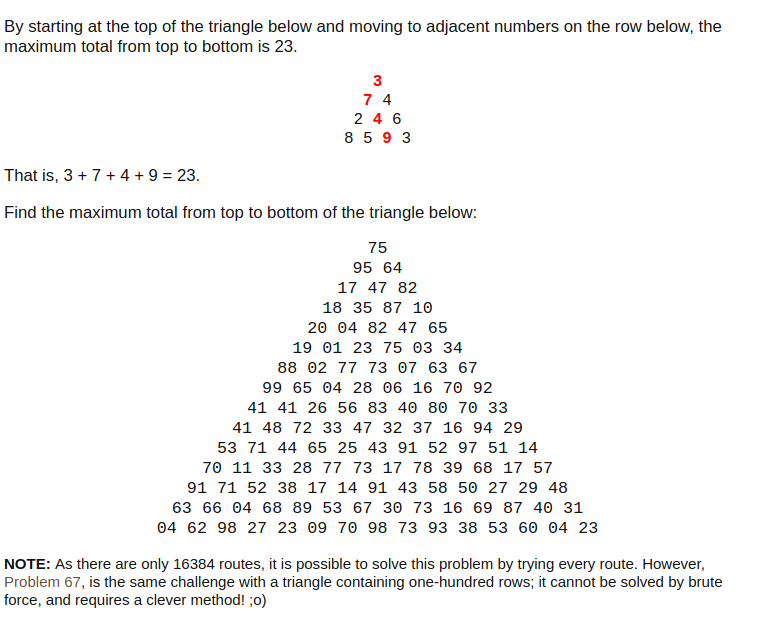 By starting at the top of the triangle below and moving to adjacent numbers on the row below, the
maximum total from top to bottom is 23.
3
7 4
2 4 6
8 5 9 3
That is, 3 + 7 + 4 + 9 = 23.
Find the maximum total from top to bottom of the triangle below:
75
95 64
17 47 82
18 35 87 10
20 04 82 47 65
19 01 23 75 03 34
88 02 77 73 07 63 67
99 65 04 28 06 16 70 92
41 41 26 56 83 40 80 70 33
41 48 72 33 47 32 37 16 94 29
53 71 44 65 25 43 91 52 97 51 14
70 11 33 28 77 73 17 78 39 68 17 57
91 71 52 38 17 14 91 43 58 50 27 29 48
63 66 04 68 89 53 67 30 73 16 69 87 40 31
04 62 98 27 23 09 70 98 73 93 38 53 60 04 23
NOTE: As there are only 16384 routes, it is possible to solve this problem by trying every route. However,
Problem 67, is the same challenge with a triangle containing one-hundred rows; it cannot be solved by brute
force, and requires a clever method! ;o)